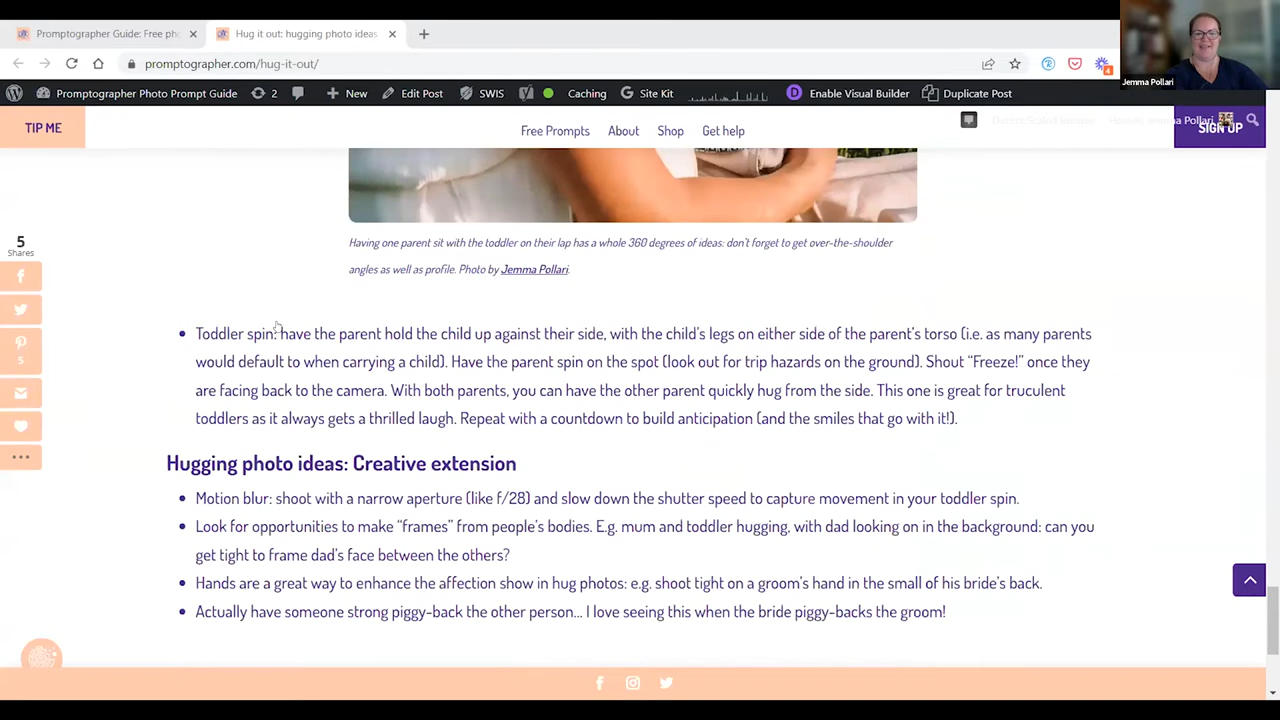 Promptographer Guide: Free pho
Hug it out: hugging photo ideas
promptographer.com/hug-it-out/
4
Jemma Pollari
Promptographer Photo Prompt Guide
2
New
Edit Post
SWIS
Caching
Site Kit
Enable Visual Builder
Duplicate Post
TIP ME
Free Prompts
About
Shop
Get help
Jemma Pollari
SIGN UP
Having one parent sit with the toddler on their lap has a whole 360 degrees of ideas: don't forget to get over-the-shoulder
angles as well as profile. Photo by Jemma Pollari.
5
Shares
5
• Toddler spin: have the parent hold the child up against their side, with the child's legs on either side of the parent's torso (i.e. as many parents
would default to when carrying a child). Have the parent spin on the spot (look out for trip hazards on the ground). Shout “Freeze!” once they
are facing back to the camera. With both parents, you can have the other parent quickly hug from the side. This one is great for truculent
toddlers as it always gets a thrilled laugh. Repeat with a countdown to build anticipation (and the smiles that go with it!).
Hugging photo ideas: Creative extension
• Motion blur: shoot with a narrow aperture (like f/28) and slow down the shutter speed to capture movement in your toddler spin.
• Look for opportunities to make “frames” from people's bodies. E.g. mum and toddler hugging, with dad looking on in the background: can you
get tight to frame dad's face between the others?
• Hands are a great way to enhance the affection show in hug photos: e.g. shoot tight on a groom's hand in the small of his bride's back.
• Actually have someone strong piggy-back the other person... I love seeing this when the bride piggy-backs the groom!